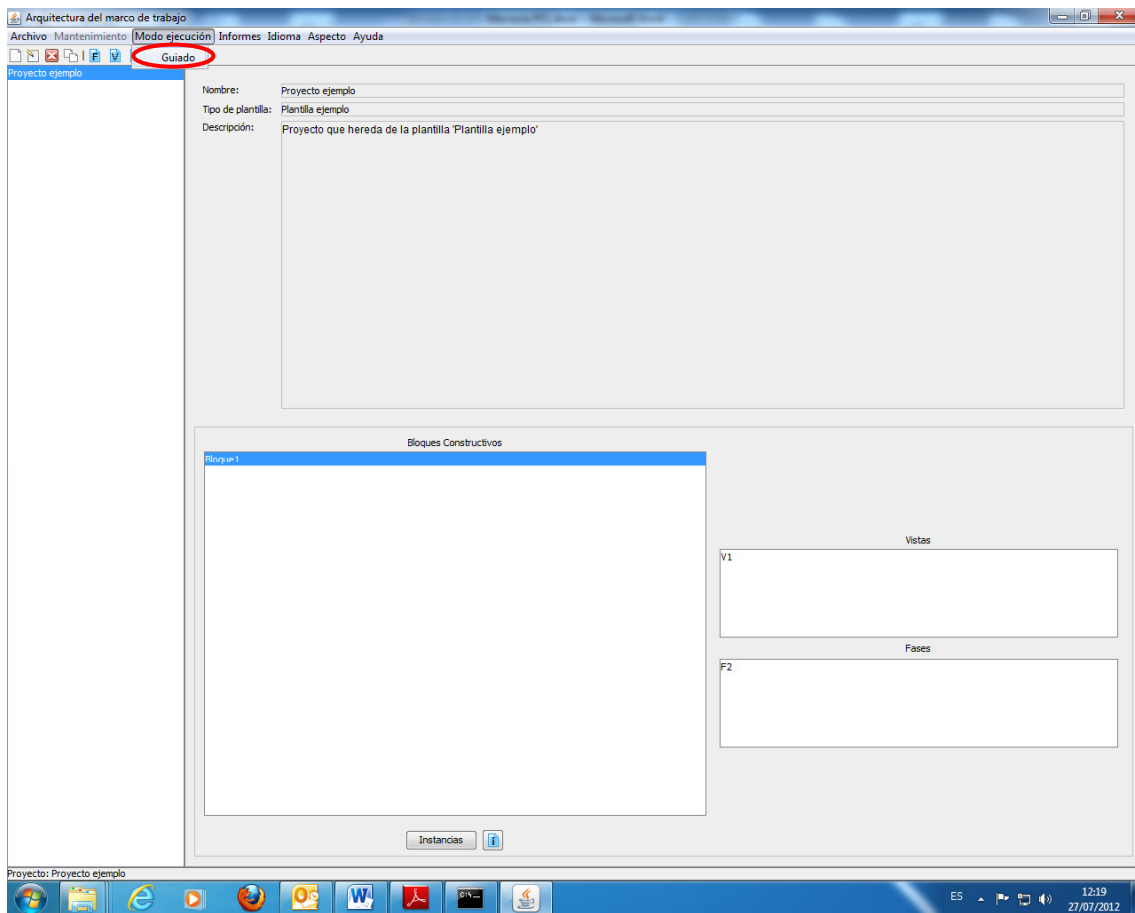 Arquitectura del marco de trabajo
Archivo Mantenimiento Modo ejecución Informes Idioma Aspecto Ayuda
F V Guiado
Proyecto ejemplo
Nombre: Proyecto ejemplo
Tipo de plantilla: Plantilla ejemplo
Descripción: Proyecto que hereda de la plantilla 'Plantilla ejemplo'
Bloques Constructivos
Bloque1
Vistas
V1
Fases
F2
Instancias
Proyecto: Proyecto ejemplo
ES 12:19
27/07/2012